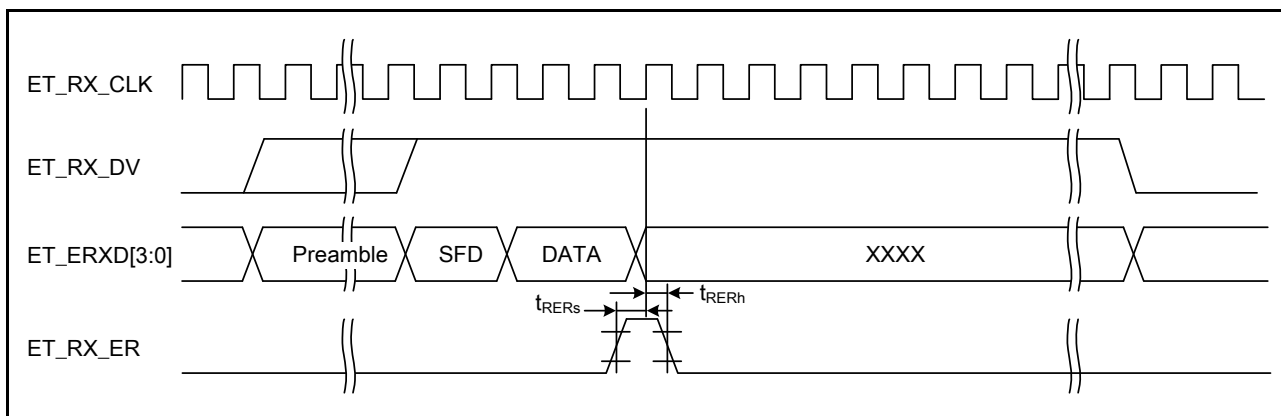 ET_RX_CLK
ET_RX_DV
ET_ERXD[3:0]
Preamble
SFD
DATA
XXXX
tRERs
tRERh
ET_RX_ER